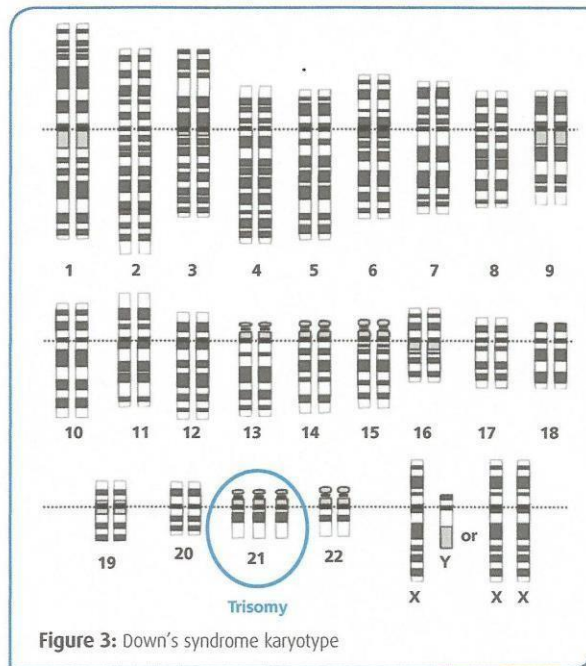 1 2 3 4 5 6 7 8 9
10 11 12 13 14 15 16 17 18
19 20 21 22 X Y or X X
Trisomy
Figure 3: Down's syndrome karyotype